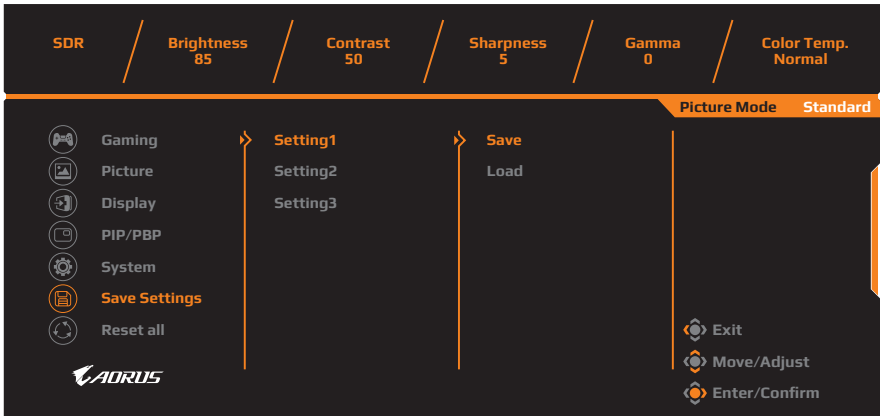 SDR
Brightness
85
Contrast
50
Sharpness
5
Gamma
0
Color Temp.
Normal
Picture Mode Standard
Gaming
Picture
Display
PIP/PBP
System
Save Settings
Reset all
Setting1
Setting2
Setting3
Save
Load
Exit
Move/Adjust
Enter/Confirm
AORUS